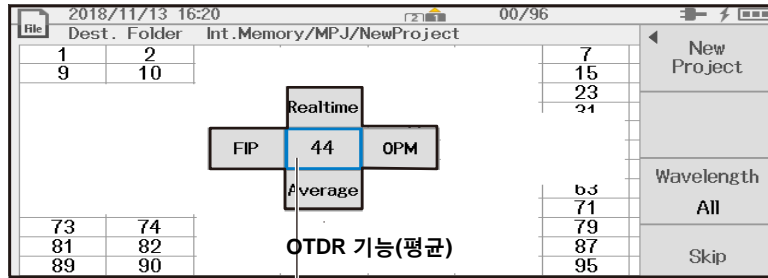 2018/11/13 16:20 21 00/96
File Dest. Folder Int.Memory/MPJ/NewProject
1 2 7
9 10 15
23
31
Realtime
FIP 44 OPM
Average
63
71
73 74 79
81 82 87
89 90 95
OTDR 기능(평균)
New
Project
Wavelength
All
Skip